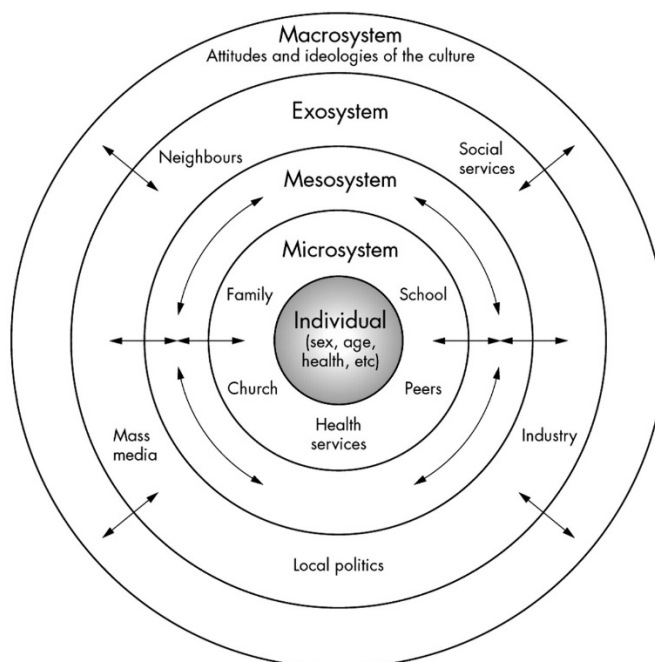 Macrosystem
Attitudes and ideologies of the culture
Exosystem
Neighbours
Social
services
Mesosystem
Microsystem
Family
School
Individual
(sex, age,
health, etc)
Church
Peers
Health
services
Mass
media
Industry
Local politics